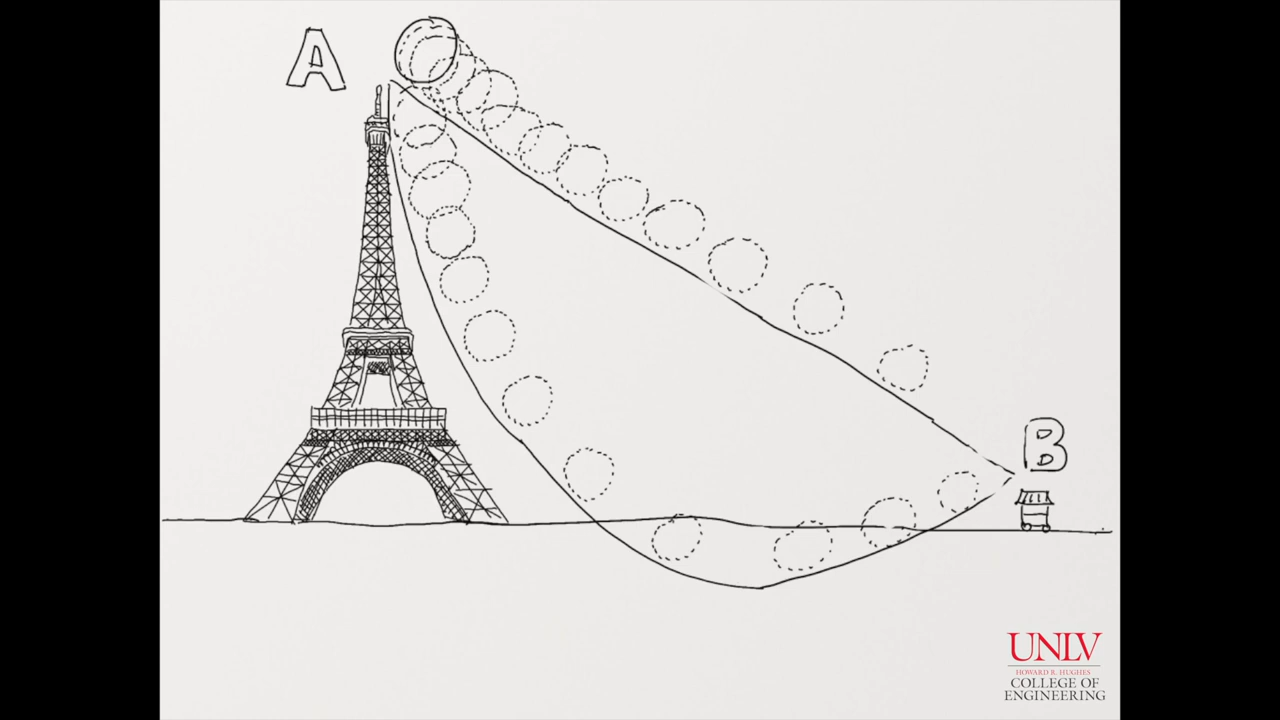 A
B
UNLV
HOWARD R. HUGHES
COLLEGE OF
ENGINEERING